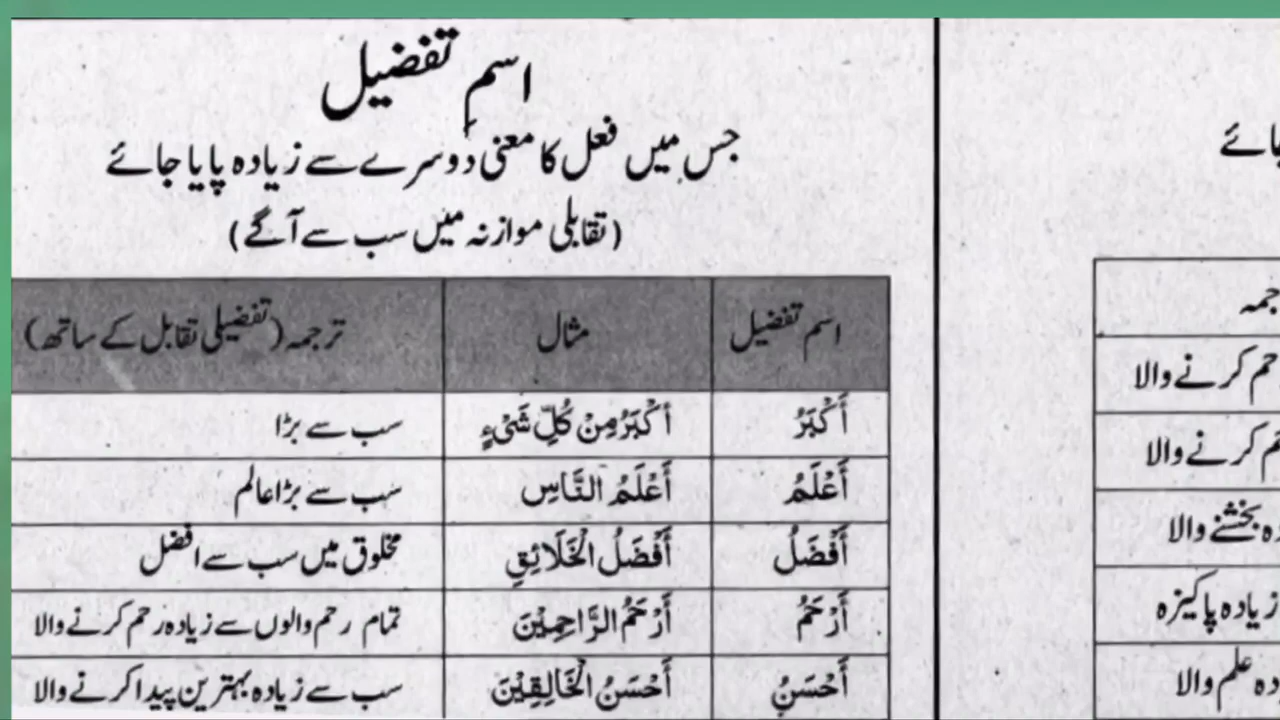 اسمِ تفضیل
جس میں فعل کا معنی دوسرے سے زیادہ پایا جائے
(تقابلی موازنہ میں سب سے آگے)
اسم تفضیل مثال ترجمہ (تفضیلی تقابل کے ساتھ)
أَكْبَرُ أَكْبَرُ مِنْ كُلِّ شَيْءٍ سب سے بڑا
أَعْلَمُ أَعْلَمُ النَّاسِ سب سے بڑا عالم
أَفْضَلُ أَفْضَلُ الْخَلَائِقِ مخلوق میں سب سے افضل
أَرْحَمُ أَرْحَمُ الرَّاحِمِيْنَ تمام رحم والوں سے زیادہ رحم کرنے والا
أَحْسَنُ أَحْسَنُ الْخَالِقِيْنَ سب سے زیادہ بہترین پیدا کرنے والا
کرنے والا
کرنے والا
بخشنے والا
زیادہ پاکیزہ
علم والا